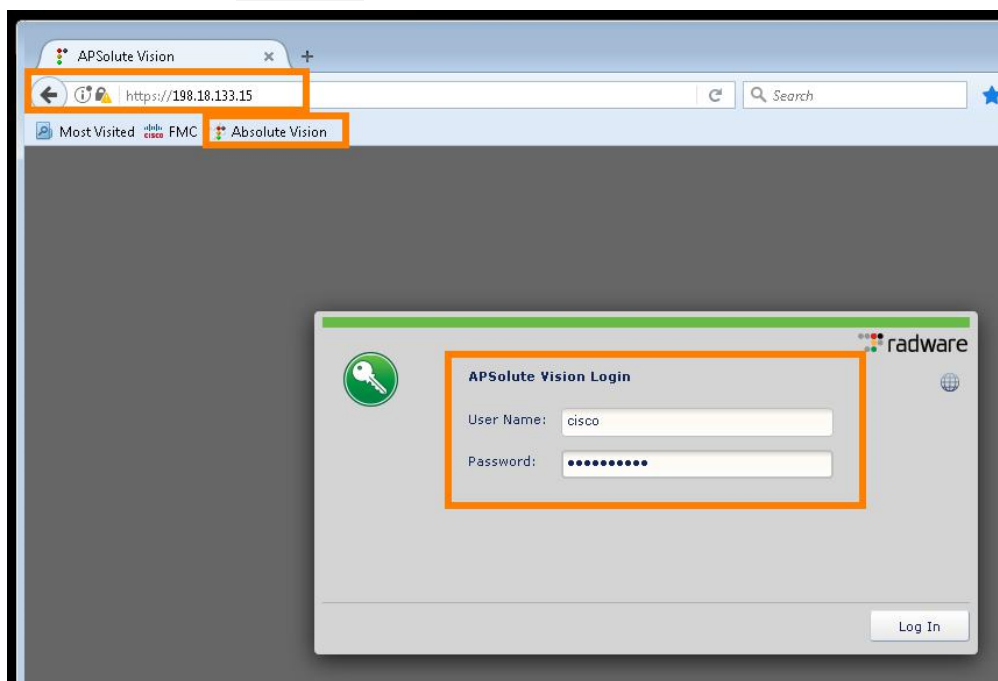 APSolute Vision × +
https://198.18.133.15 Search
Most Visited cisco FMC Absolute Vision
radware
APSolute Vision Login
User Name: cisco
Password: ••••••••••
Log In